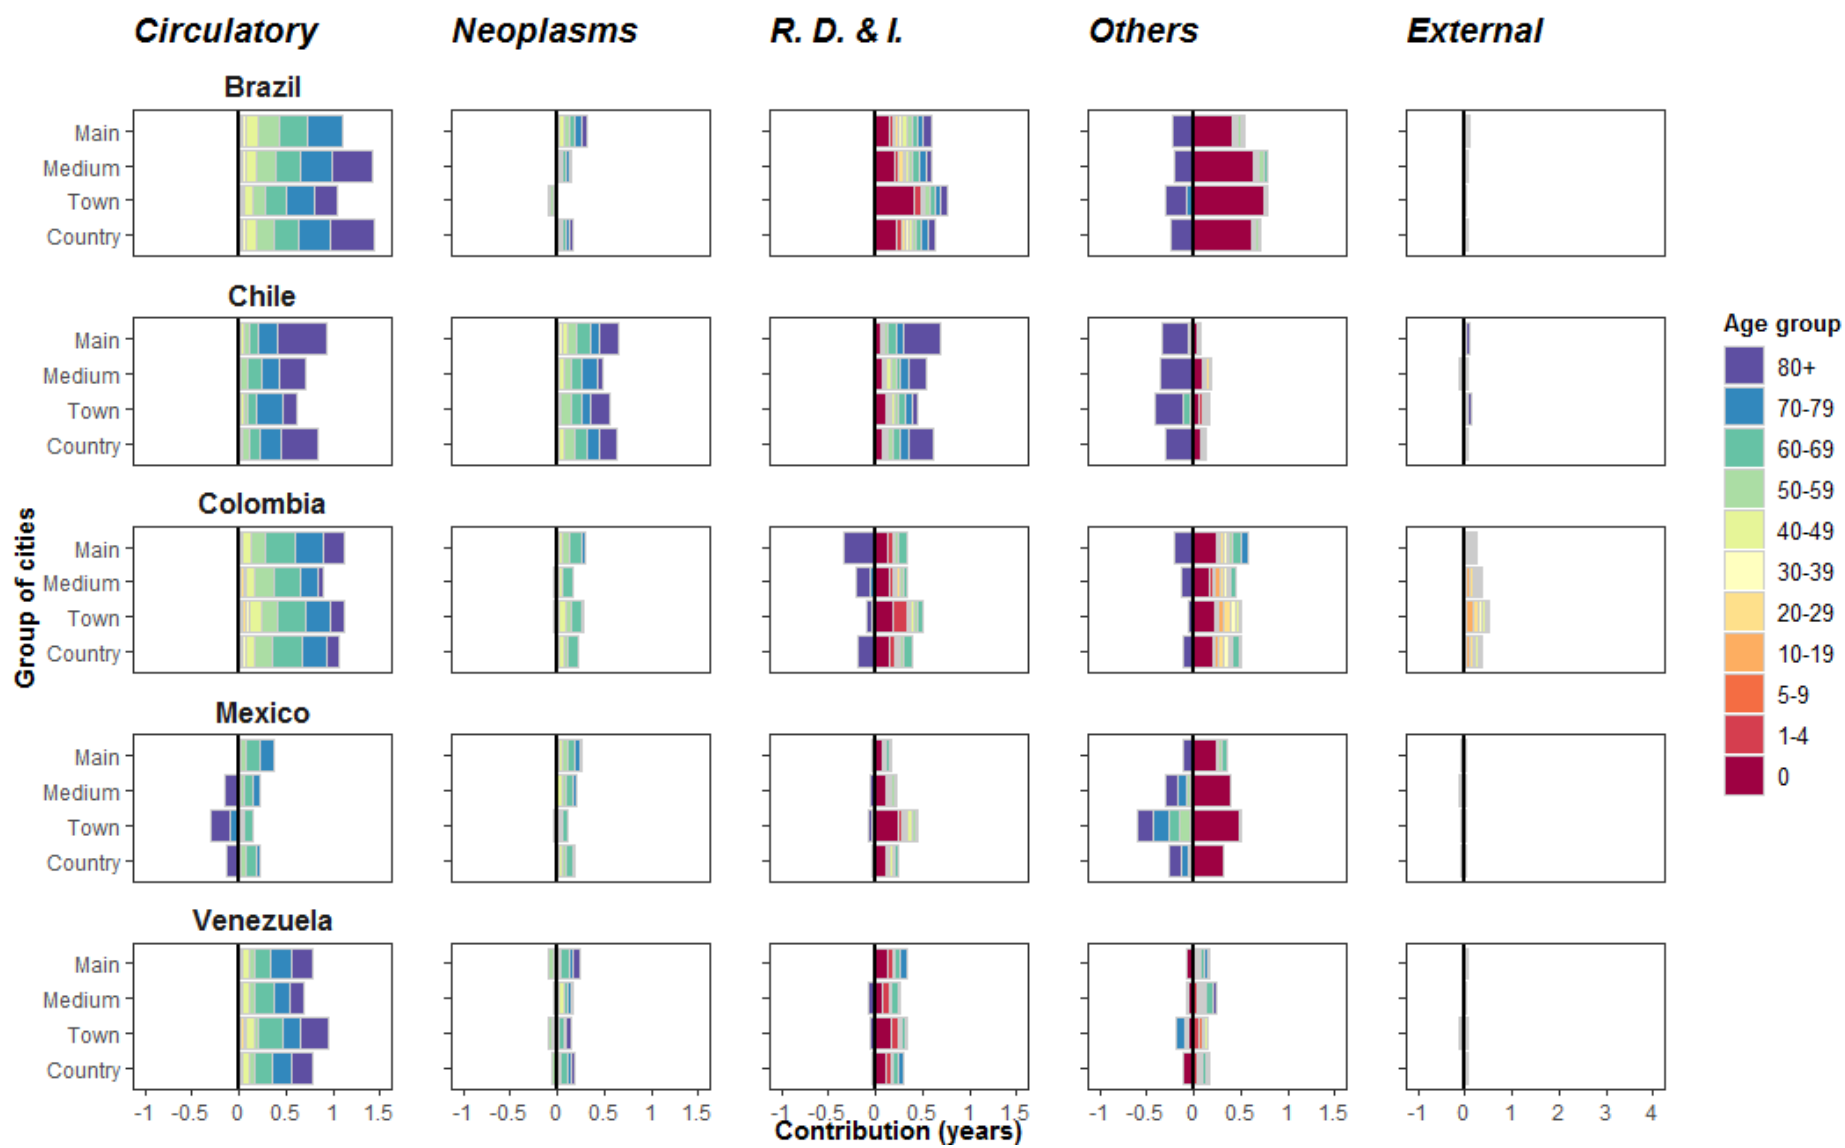 Circulatory Neoplasms R. D. & I. Others External
Brazil
Main
Medium
Town
Country
Chile
Main
Medium
Town
Country
Colombia
Main
Medium
Town
Country
Mexico
Main
Medium
Town
Country
Venezuela
Main
Medium
Town
Country
Group of cities
-1 -0.5 0 0.5 1 1.5 -1 -0.5 0 0.5 1 1.5 -1 -0.5 0 0.5 1 1.5 -1 -0.5 0 0.5 1 1.5 -1 0 1 2 3 4
Contribution (years)
Age group
80+
70-79
60-69
50-59
40-49
30-39
20-29
10-19
5-9
1-4
0